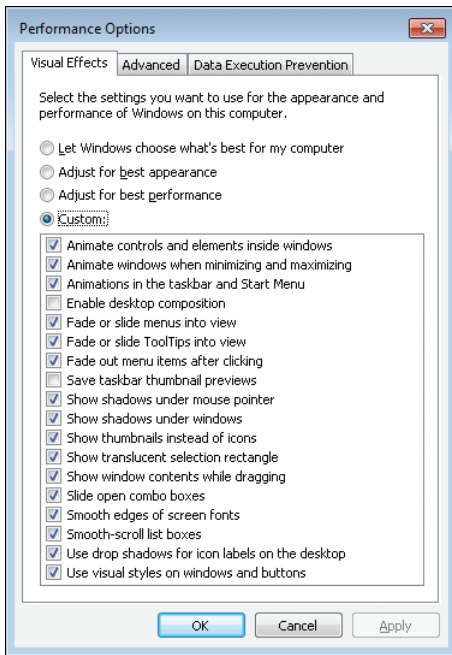 Performance Options
Visual Effects Advanced Data Execution Prevention
Select the settings you want to use for the appearance and
performance of Windows on this computer.
Let Windows choose what's best for my computer
Adjust for best appearance
Adjust for best performance
Custom:
Animate controls and elements inside windows
Animate windows when minimizing and maximizing
Animations in the taskbar and Start Menu
Enable desktop composition
Fade or slide menus into view
Fade or slide ToolTips into view
Fade out menu items after clicking
Save taskbar thumbnail previews
Show shadows under mouse pointer
Show shadows under windows
Show thumbnails instead of icons
Show translucent selection rectangle
Show window contents while dragging
Slide open combo boxes
Smooth edges of screen fonts
Smooth-scroll list boxes
Use drop shadows for icon labels on the desktop
Use visual styles on windows and buttons
OK Cancel Apply